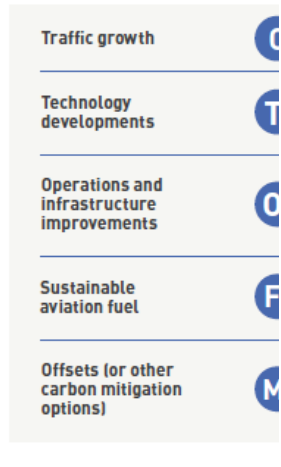 Traffic growth
Technology T
developments
Operations and
infrastructure O
improvements
Sustainable F
aviation fuel
Offsets (or other
carbon mitigation M
options)